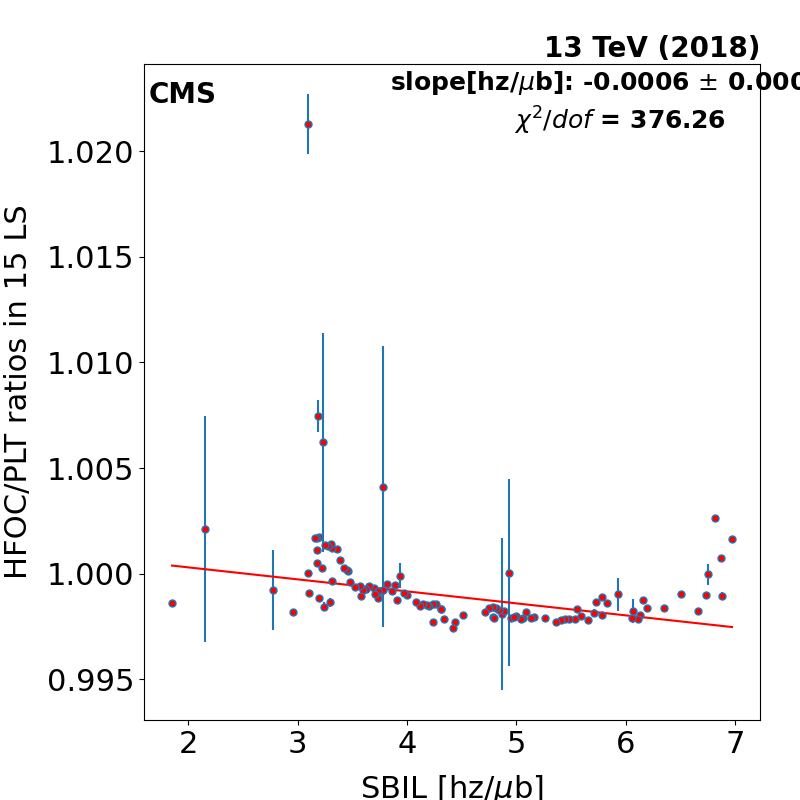 13 TeV (2018)
CMS
slope[hz/μb]: -0.0006 ± 0.000
χ²/dof = 376.26
HFOC/PLT ratios in 15 LS
1.020
1.015
1.010
1.005
1.000
0.995
2 3 4 5 6 7
SBIL [hz/μb]